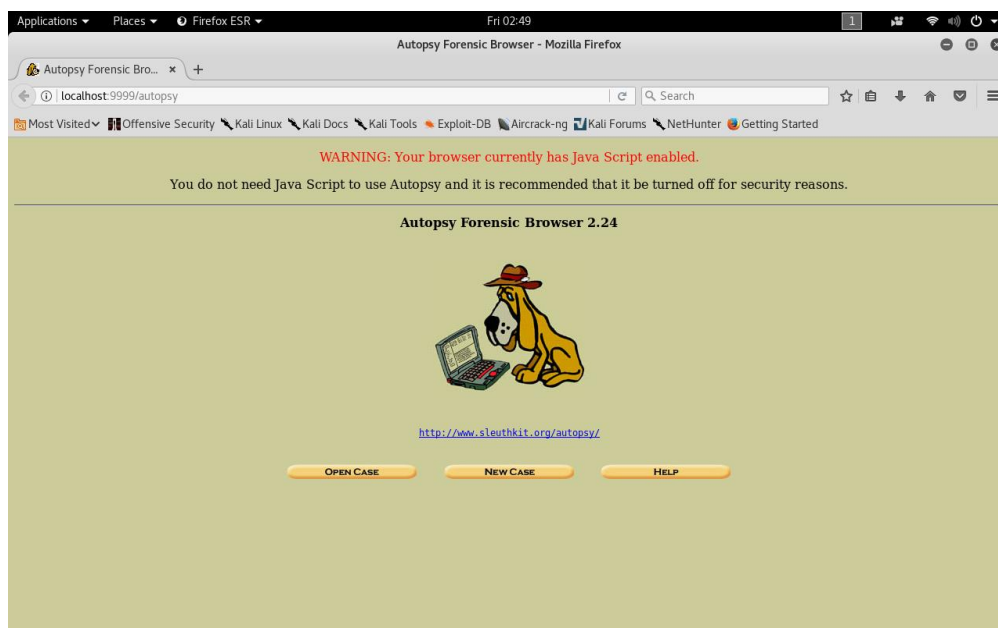 Applications Places Firefox ESR Fri 02:49 1
Autopsy Forensic Browser - Mozilla Firefox
Autopsy Forensic Bro... × +
localhost:9999/autopsy Search
Most Visited Offensive Security Kali Linux Kali Docs Kali Tools Exploit-DB Aircrack-ng Kali Forums NetHunter Getting Started
WARNING: Your browser currently has Java Script enabled.
You do not need Java Script to use Autopsy and it is recommended that it be turned off for security reasons.
Autopsy Forensic Browser 2.24
http://www.sleuthkit.org/autopsy/
OPEN CASE NEW CASE HELP